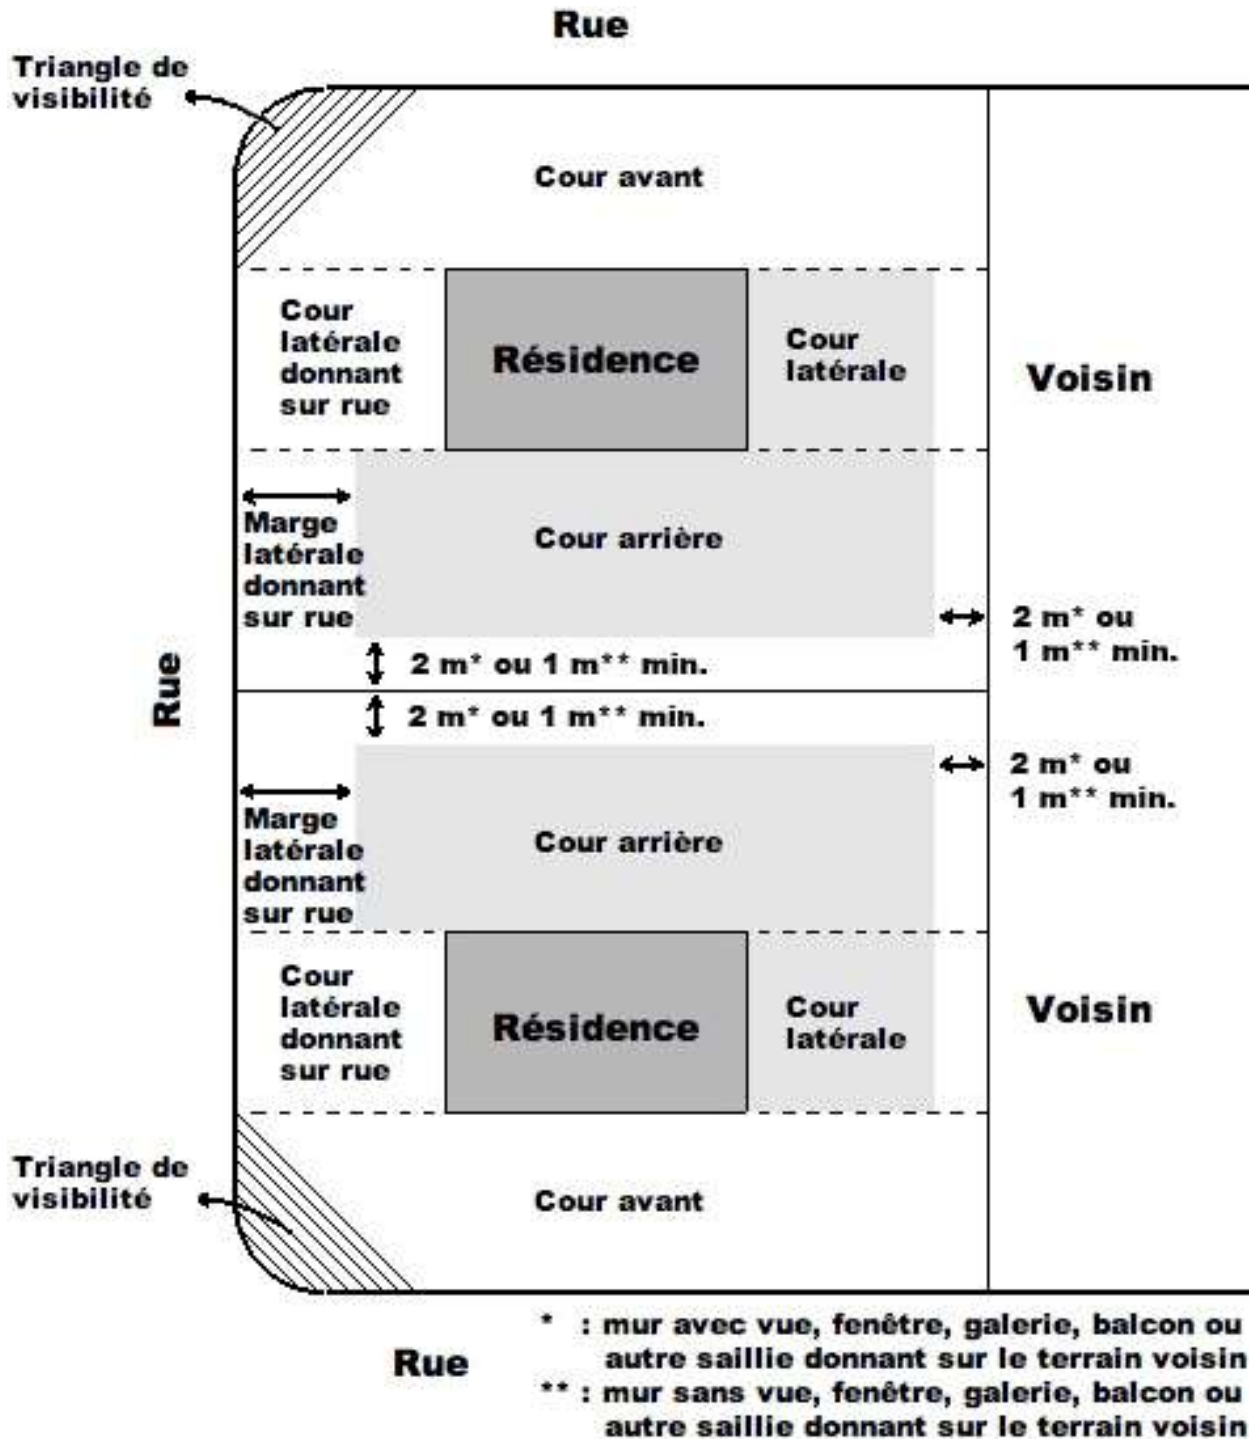 Rue
Triangle de
visibilité
Cour avant
Cour
latérale
donnant
sur rue
Résidence
Cour
latérale
Voisin
Marge
latérale
donnant
sur rue
Cour arrière
2 m* ou
1 m** min.
2 m* ou 1 m** min.
Rue
2 m* ou 1 m** min.
2 m* ou
1 m** min.
Marge
latérale
donnant
sur rue
Cour arrière
Cour
latérale
donnant
sur rue
Résidence
Cour
latérale
Voisin
Triangle de
visibilité
Cour avant
Rue
* : mur avec vue, fenêtre, galerie, balcon ou
autre saillie donnant sur le terrain voisin
** : mur sans vue, fenêtre, galerie, balcon ou
autre saillie donnant sur le terrain voisin